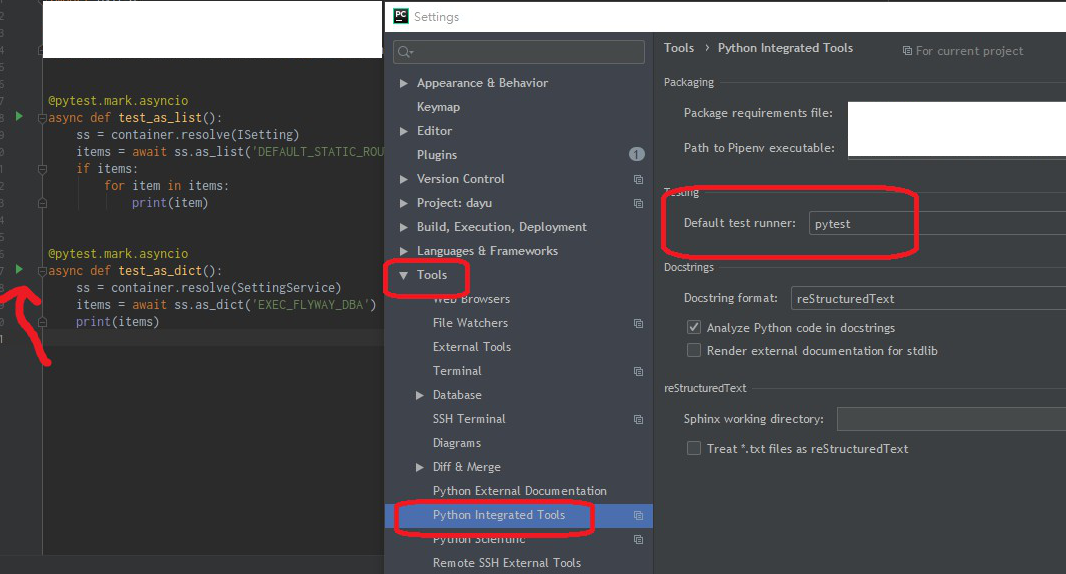 @pytest.mark.asyncio
async def test_as_list():
ss = container.resolve(ISetting)
items = await ss.as_list('DEFAULT_STATIC_ROU
if items:
for item in items:
print(item)
@pytest.mark.asyncio
async def test_as_dict():
ss = container.resolve(SettingService)
items = await ss.as_dict('EXEC_FLYWAY_DBA')
print(items)
PC
Settings
Appearance & Behavior
Keymap
Editor
Plugins
1
Version Control
Project: dayu
Build, Execution, Deployment
Languages & Frameworks
Tools
Web Browsers
File Watchers
External Tools
Terminal
Database
SSH Terminal
Diagrams
Diff & Merge
Python External Documentation
Python Integrated Tools
Python Scientific
Remote SSH External Tools
Tools › Python Integrated Tools
For current project
Packaging
Package requirements file:
Path to Pipenv executable:
Testing
Default test runner: pytest
Docstrings
Docstring format: reStructuredText
Analyze Python code in docstrings
Render external documentation for stdlib
reStructuredText
Sphinx working directory:
Treat *.txt files as reStructuredText